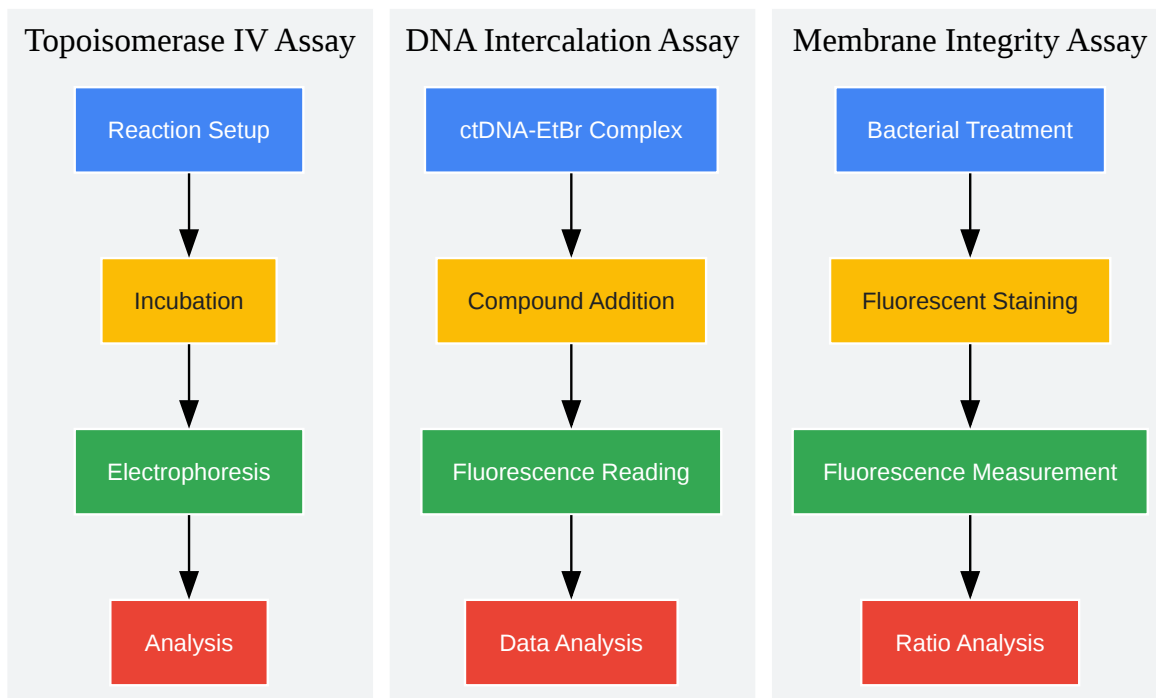 Topoisomerase IV Assay
Reaction Setup
Incubation
Electrophoresis
Analysis
DNA Intercalation Assay
ctDNA-EtBr Complex
Compound Addition
Fluorescence Reading
Data Analysis
Membrane Integrity Assay
Bacterial Treatment
Fluorescent Staining
Fluorescence Measurement
Ratio Analysis